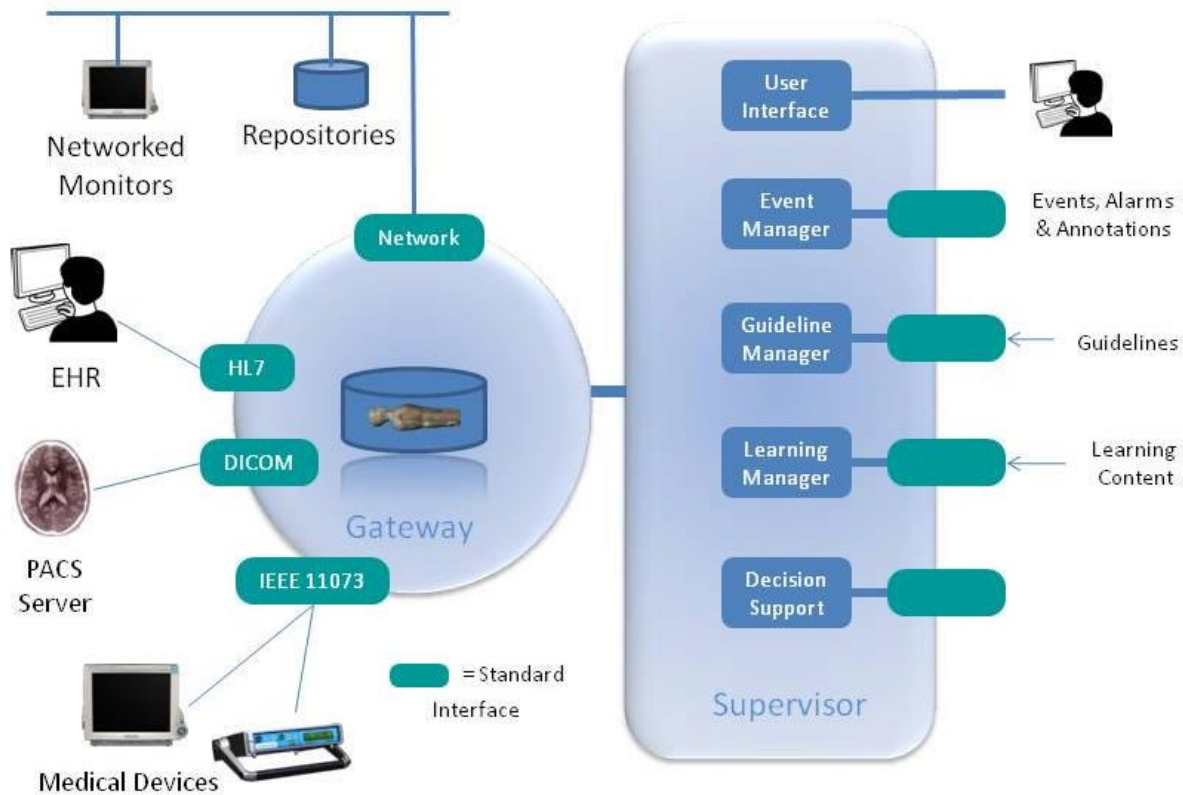 Networked
Monitors
Repositories
Network
EHR
HL7
DICOM
PACS
Server
Gateway
IEEE 11073
Medical Devices
= Standard
Interface
User
Interface
Event
Manager
Events, Alarms
& Annotations
Guideline
Manager
Guidelines
Learning
Manager
Learning
Content
Decision
Support
Supervisor